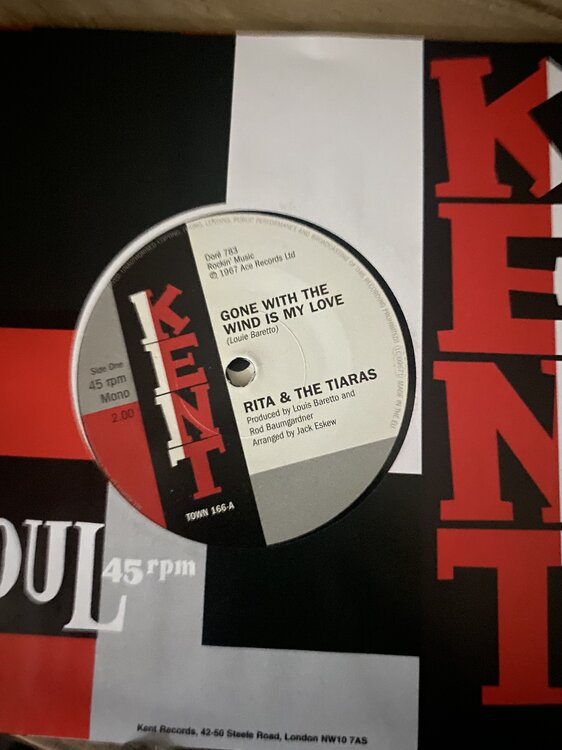 KENT
Doré 783
Rockin' Music
℗ 1967 Ace Records Ltd
GONE WITH THE
WIND IS MY LOVE
(Louie Baretto)
Side One
45 rpm
Mono
2.00
KENT
RITA & THE TIARAS
Produced by Louis Baretto and
Rod Baumgardner
Arranged by Jack Eskew
TOWN 166-A
OUL
45 rpm
Kent Records, 42-50 Steele Road, London NW10 7AS